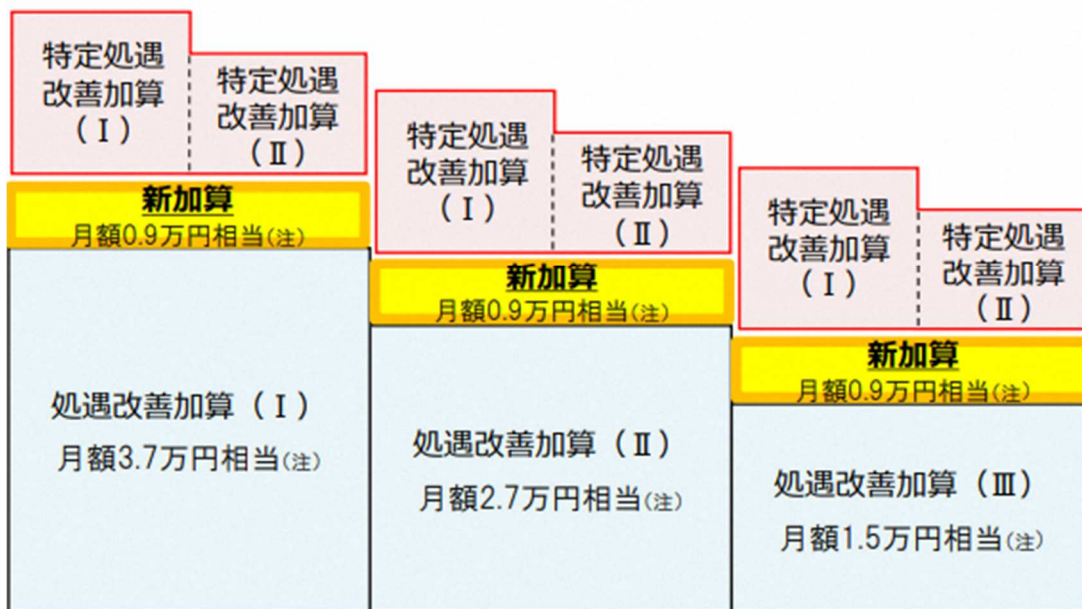 特定処遇
改善加算
（Ⅰ）
特定処遇
改善加算
（Ⅱ）
新加算
月額0.9万円相当(注)
処遇改善加算（Ⅰ）
月額3.7万円相当(注)
特定処遇
改善加算
（Ⅰ）
特定処遇
改善加算
（Ⅱ）
新加算
月額0.9万円相当(注)
処遇改善加算（Ⅱ）
月額2.7万円相当(注)
特定処遇
改善加算
（Ⅰ）
特定処遇
改善加算
（Ⅱ）
新加算
月額0.9万円相当(注)
処遇改善加算（Ⅲ）
月額1.5万円相当(注)